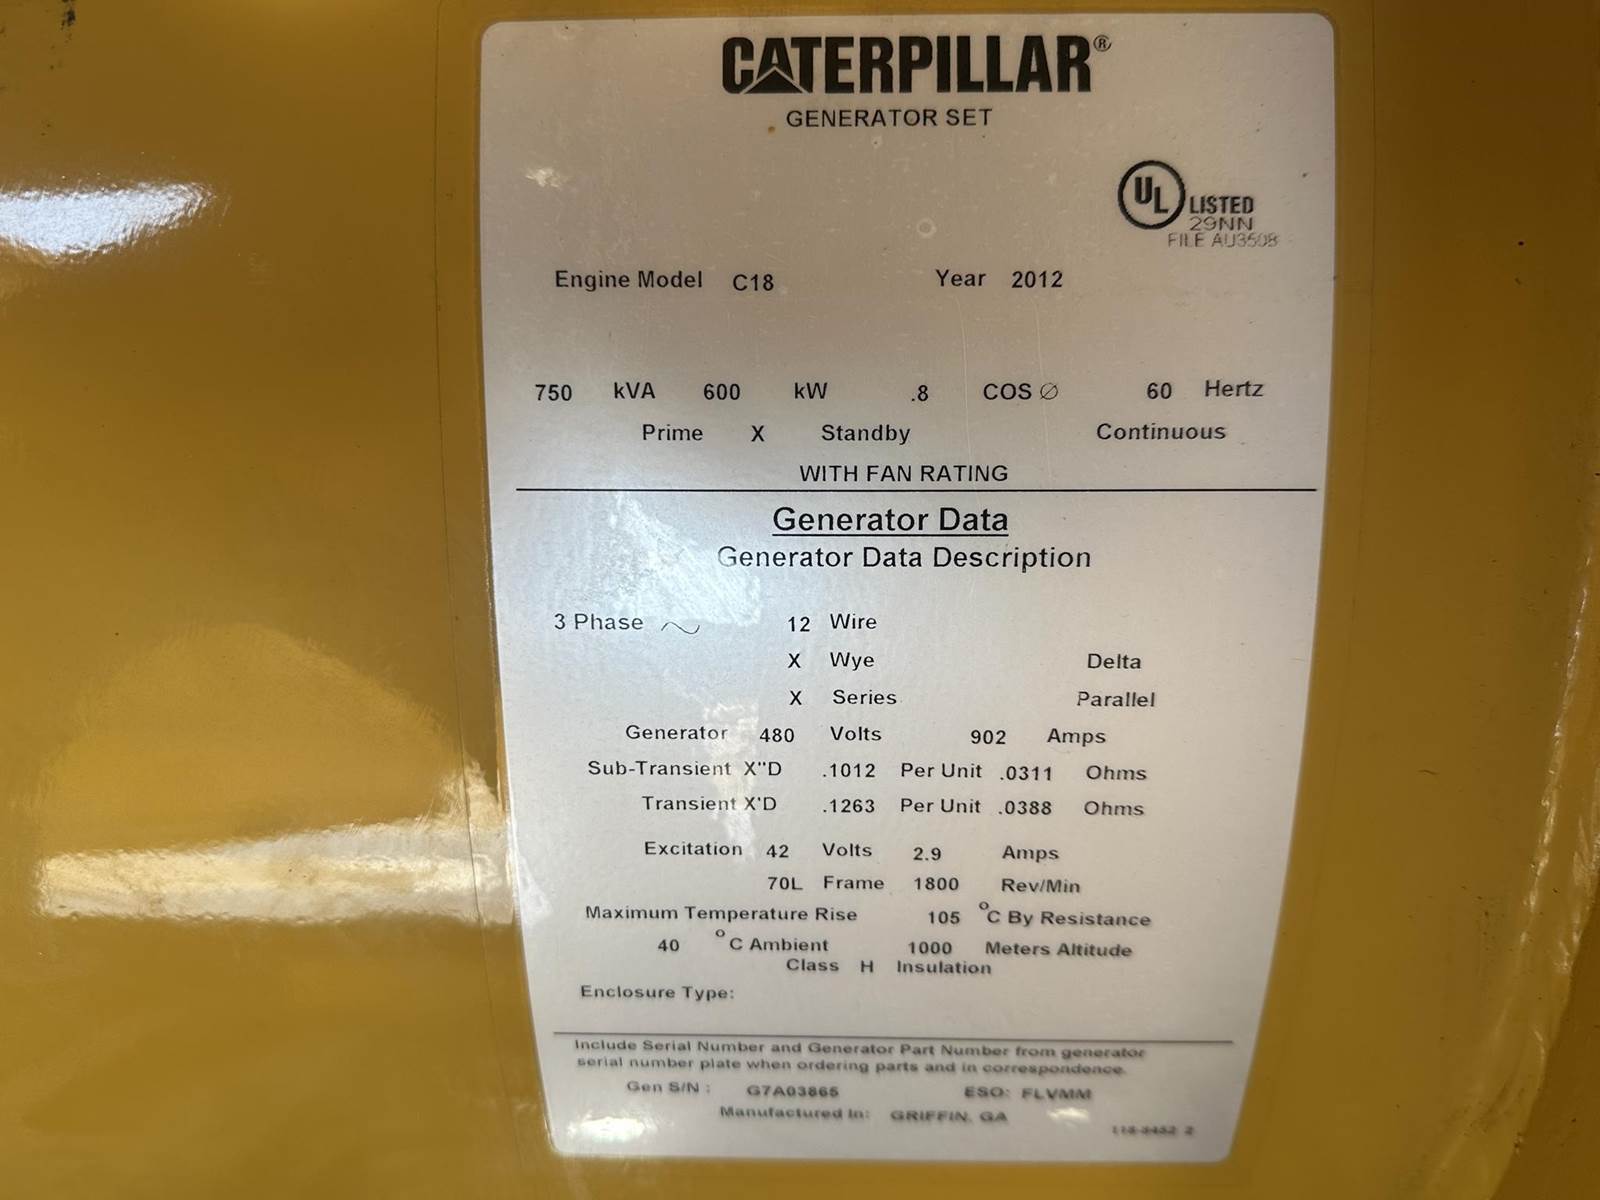 CATERPILLAR®
GENERATOR SET
UL LISTED
29NN
FILE AU3508
Engine Model C18 Year 2012
750 kVA 600 kW .8 COS ∅ 60 Hertz
Prime X Standby Continuous
WITH FAN RATING
Generator Data
Generator Data Description
3 Phase ~ 12 Wire
X Wye Delta
X Series Parallel
Generator 480 Volts 902 Amps
Sub-Transient X"D .1012 Per Unit .0311 Ohms
Transient X'D .1263 Per Unit .0388 Ohms
Excitation 42 Volts 2.9 Amps
70L Frame 1800 Rev/Min
Maximum Temperature Rise 105 °C By Resistance
40 °C Ambient 1000 Meters Altitude
Class H Insulation
Enclosure Type:
Include Serial Number and Generator Part Number from generator
serial number plate when ordering parts and in correspondence.
Gen S/N : G7A03865 ESO: FLVMM
Manufactured In: GRIFFIN, GA